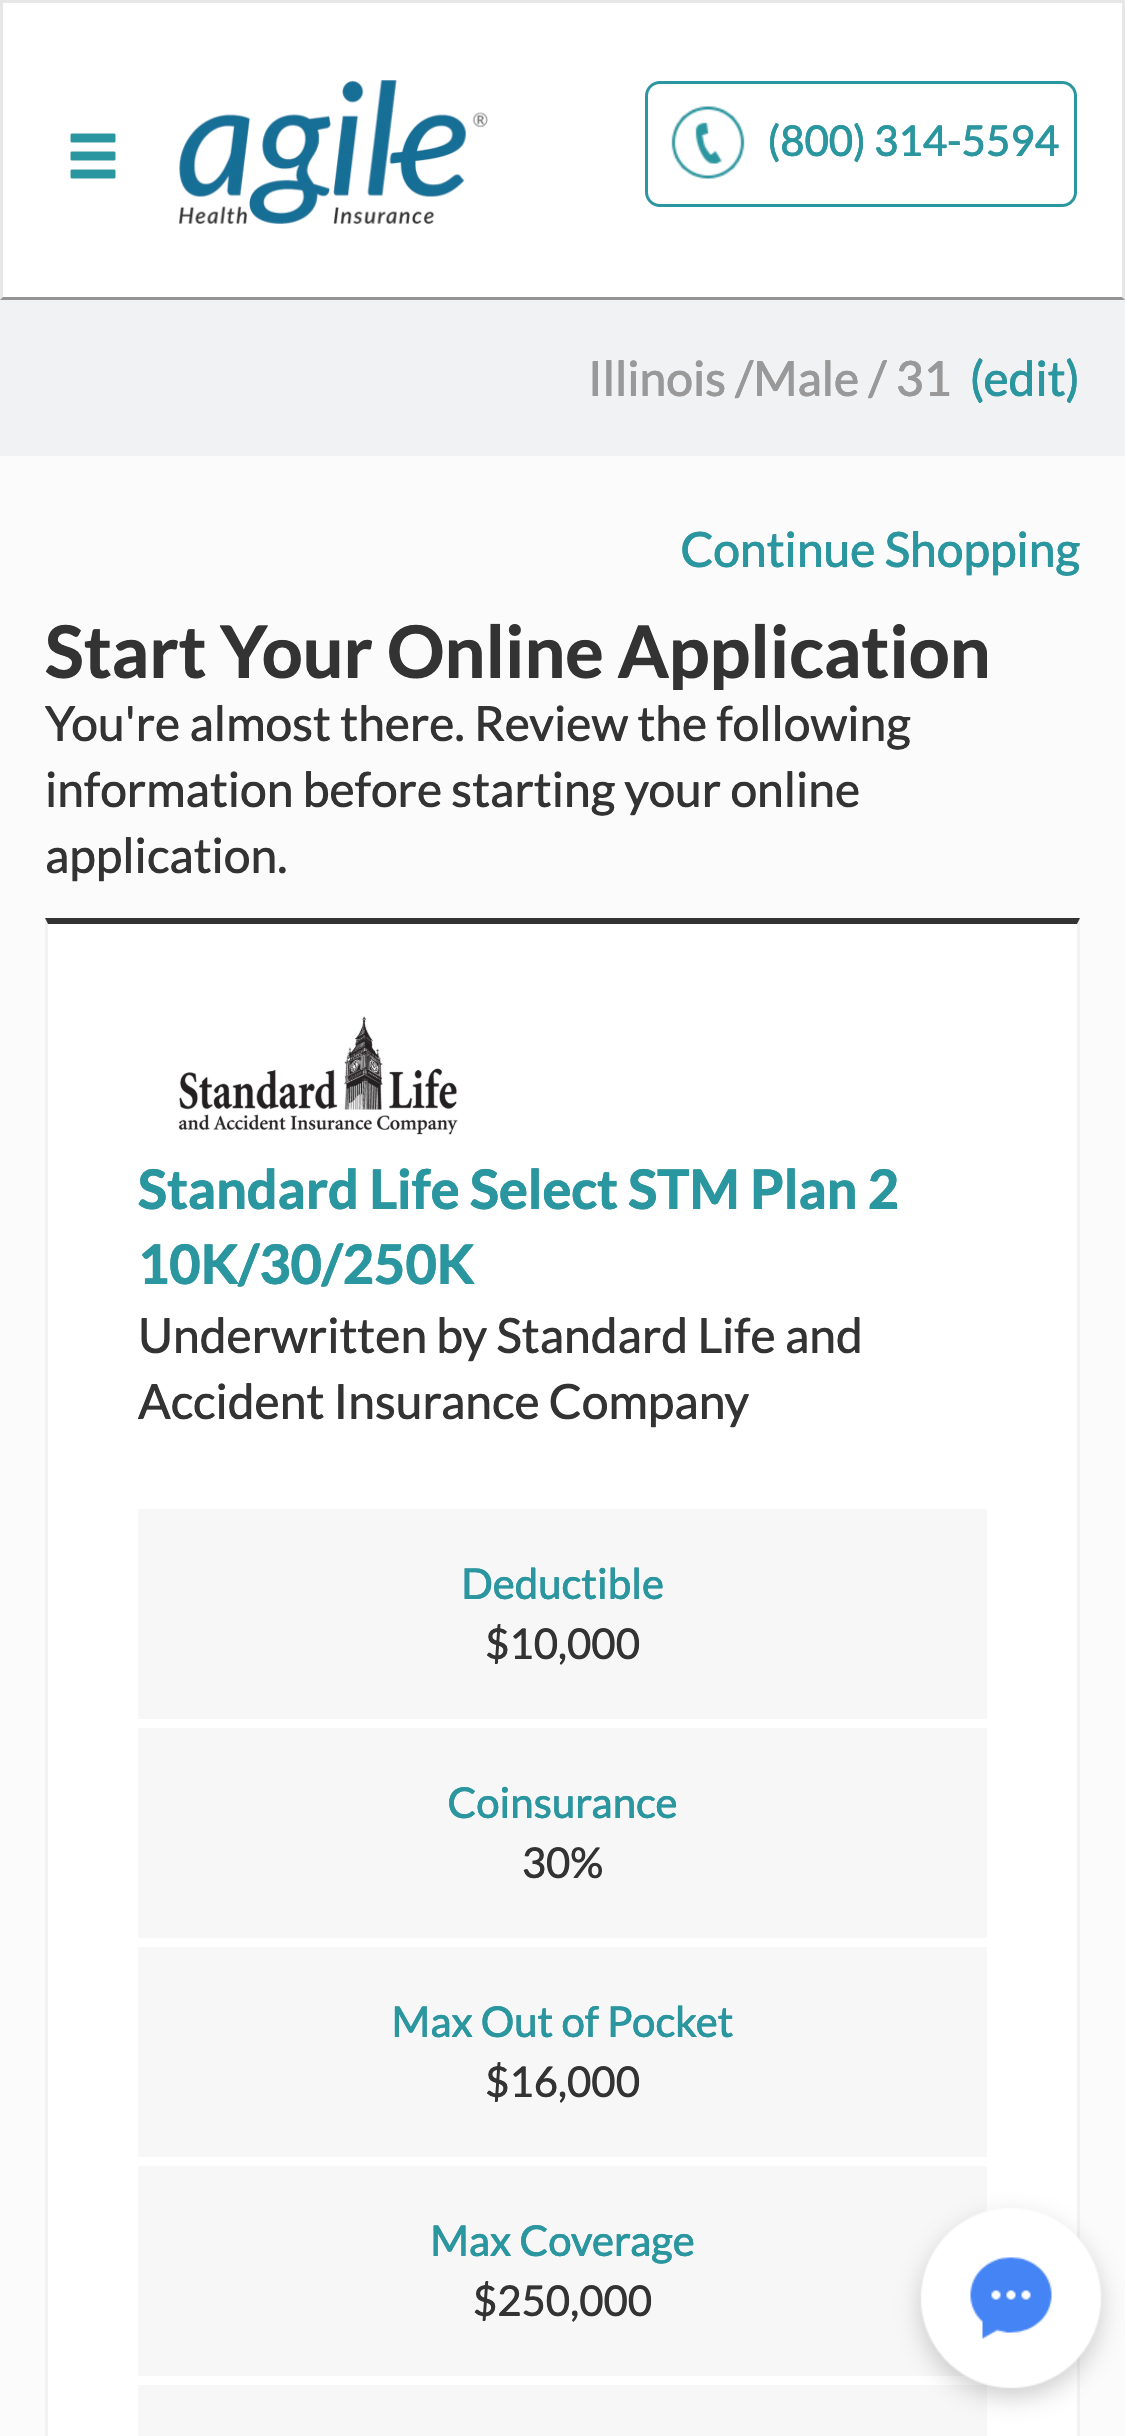 agile®
Health Insurance
(800) 314-5594
Illinois /Male / 31 (edit)
Continue Shopping
Start Your Online Application
You're almost there. Review the following
information before starting your online
application.
Standard Life
and Accident Insurance Company
Standard Life Select STM Plan 2
10K/30/250K
Underwritten by Standard Life and
Accident Insurance Company
Deductible
$10,000
Coinsurance
30%
Max Out of Pocket
$16,000
Max Coverage
$250,000